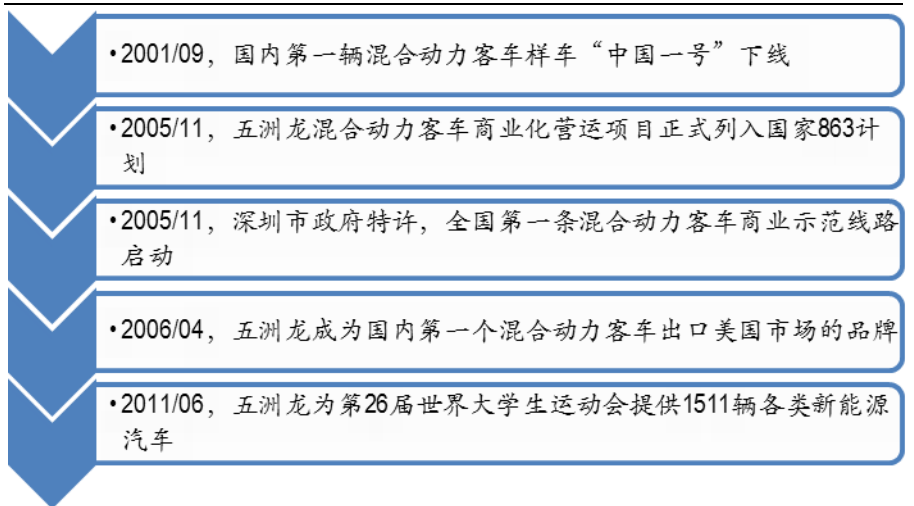 •2001/09，国内第一辆混合动力客车样车“中国一号”下线
•2005/11，五洲龙混合动力客车商业化营运项目正式列入国家863计
划
•2005/11，深圳市政府特许，全国第一条混合动力客车商业示范线路
启动
•2006/04，五洲龙成为国内第一个混合动力客车出口美国市场的品牌
•2011/06，五洲龙为第26届世界大学生运动会提供1511辆各类新能源
汽车